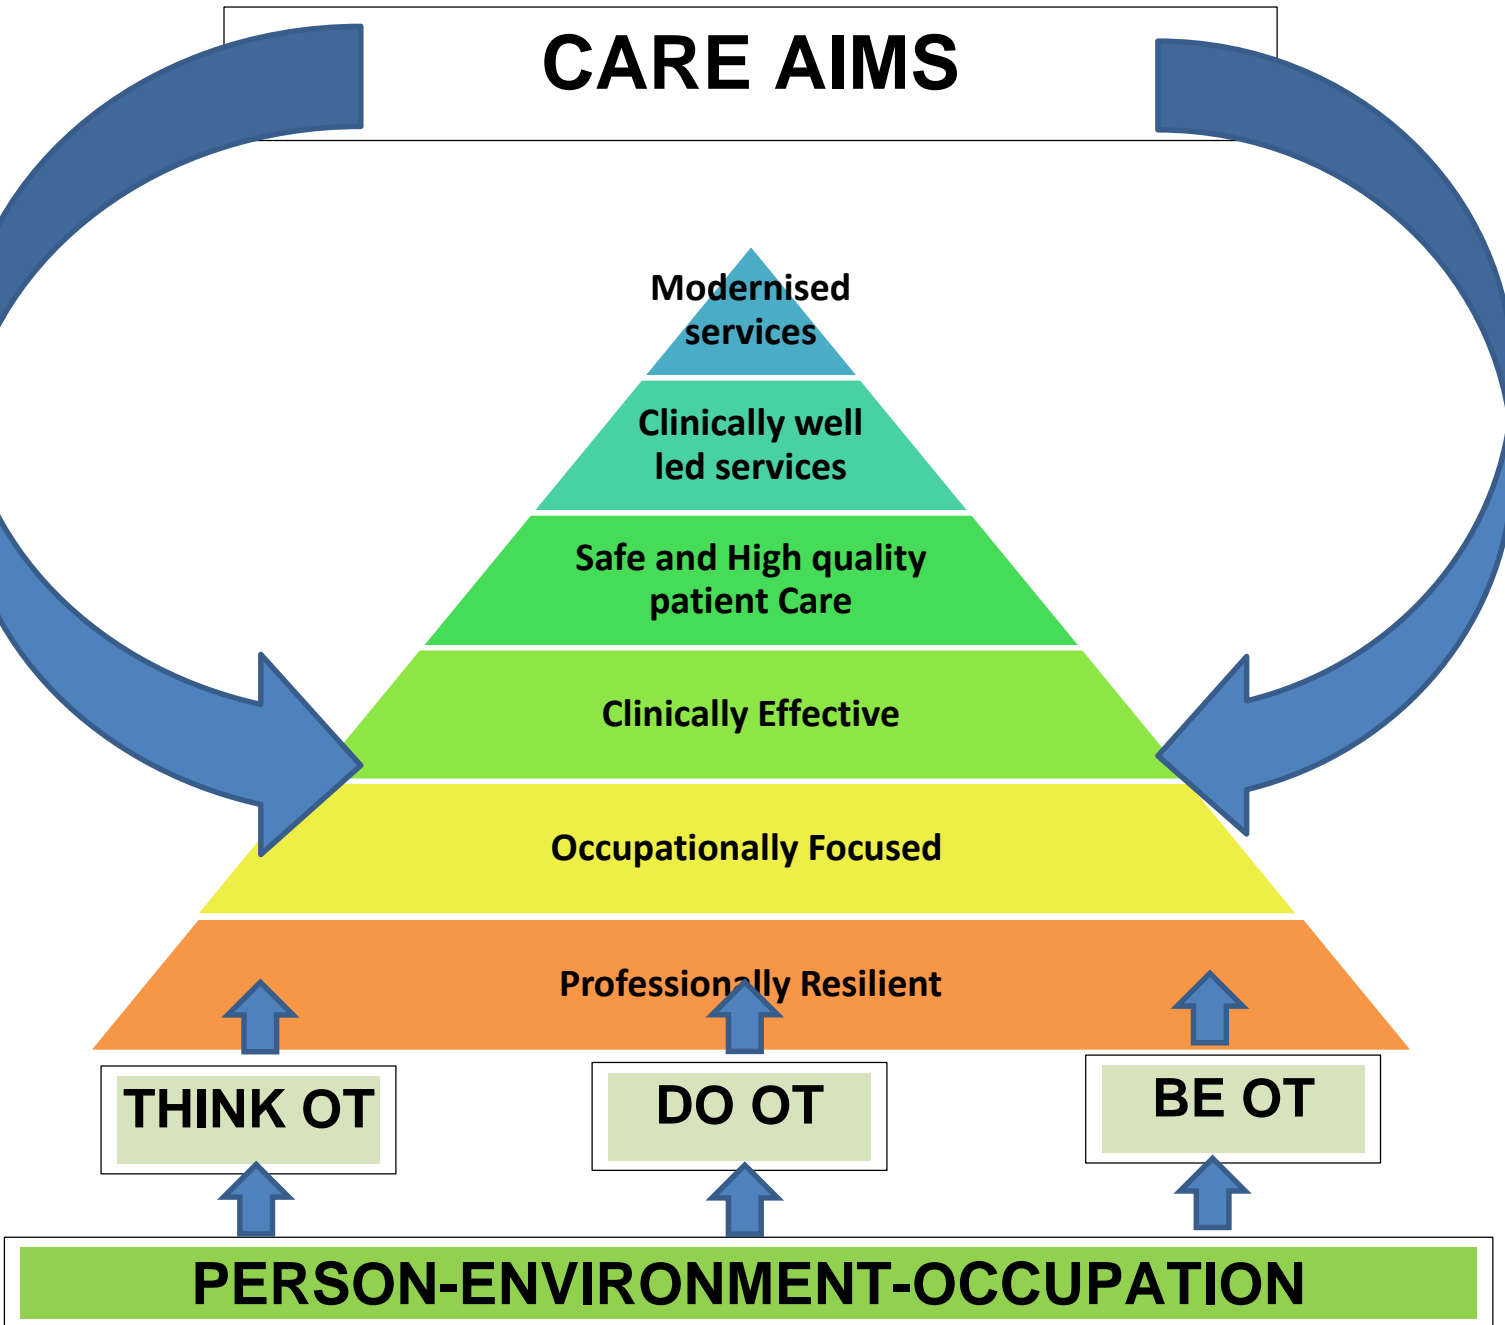 CARE AIMS
Modernised
services
Clinically well
led services
Safe and High quality
patient Care
Clinically Effective
Occupationally Focused
Professionally Resilient
THINK OT
DO OT
BE OT
PERSON-ENVIRONMENT-OCCUPATION